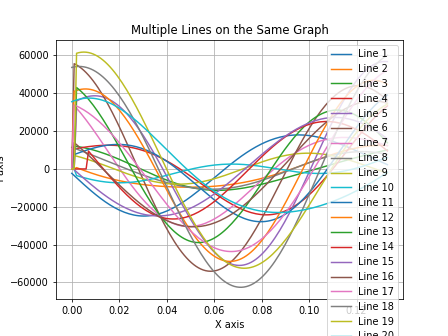 Multiple Lines on the Same Graph
60000
40000
20000
0
−20000
−40000
−60000
axis
0.00
0.02
0.04
0.06
0.08
0.10
X axis
Line 1
Line 2
Line 3
Line 4
Line 5
Line 6
Line 7
Line 8
Line 9
Line 10
Line 11
Line 12
Line 13
Line 14
Line 15
Line 16
Line 17
Line 18
Line 19
Line 20